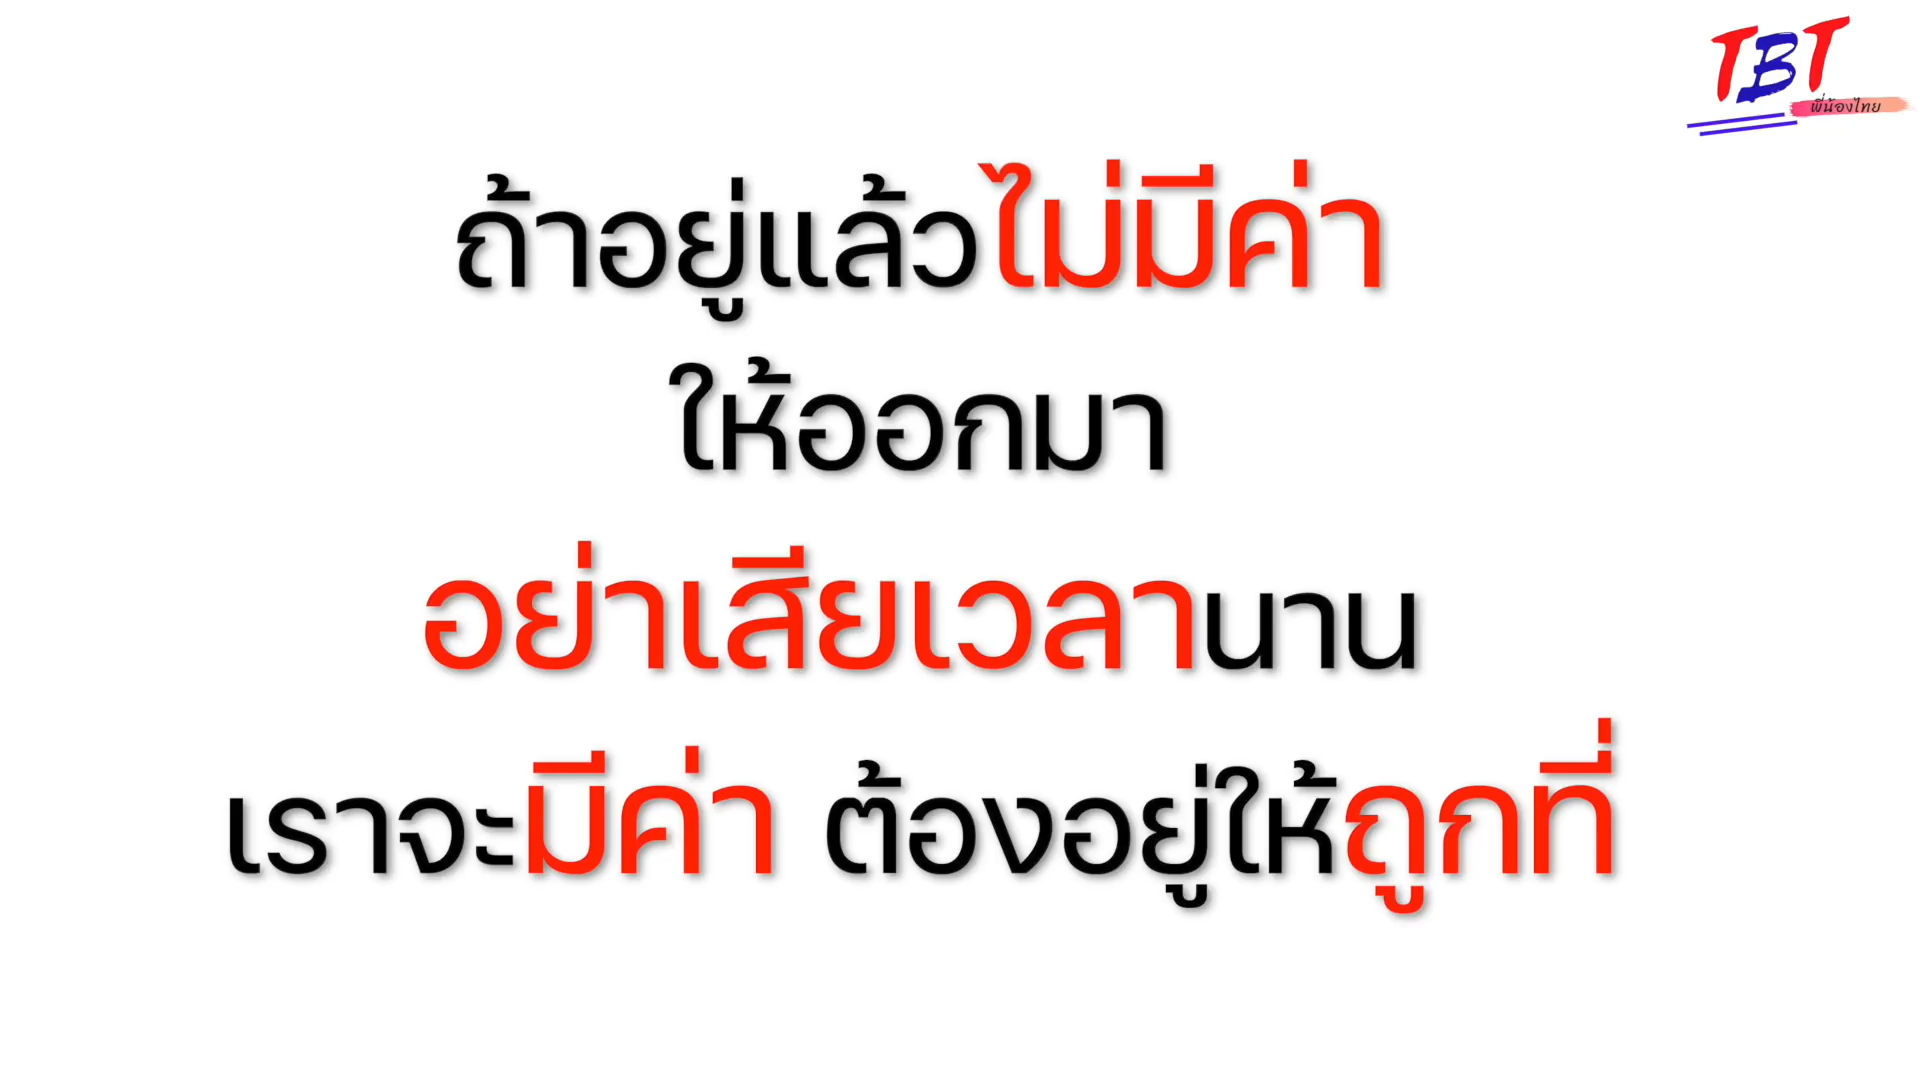 TBT
พี่น้องไทย
ถ้าอยู่แล้วไม่มีค่า
ให้ออกมา
อย่าเสียเวลานาน
เราจะมีค่า ต้องอยู่ให้ถูกที่